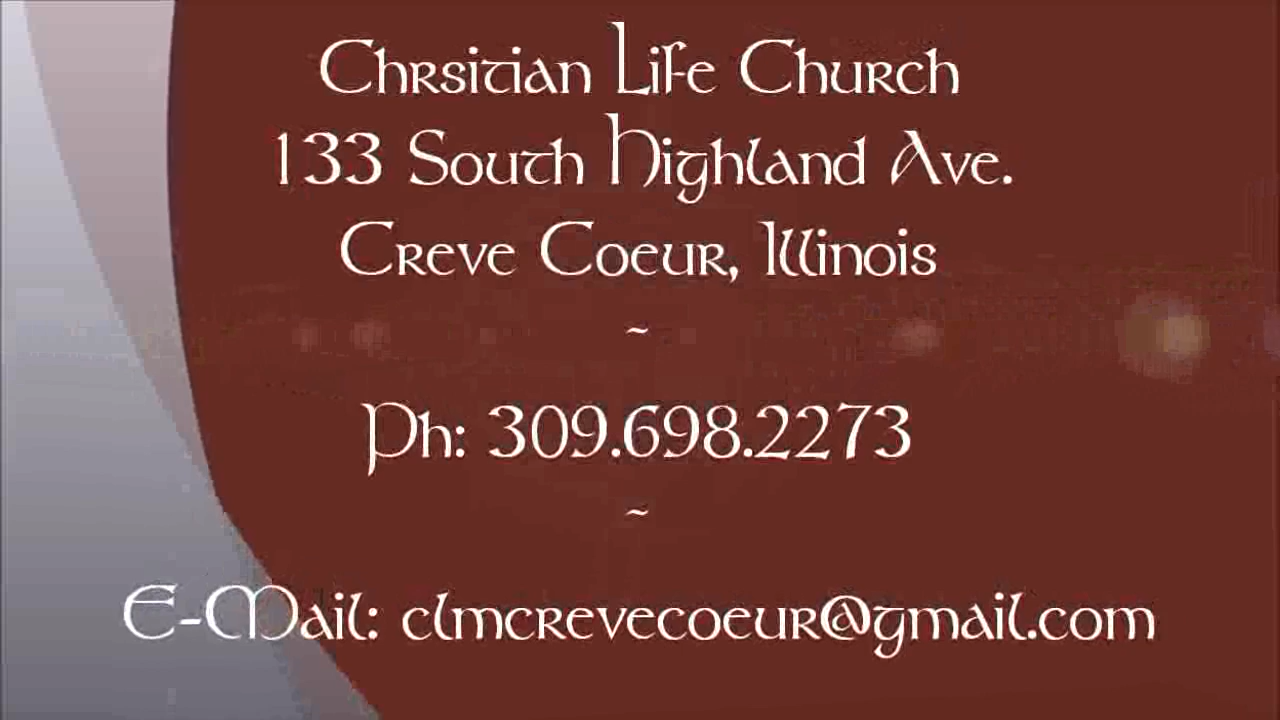 Chrsitian Life Church
133 South Highland Ave.
Creve Coeur, Illinois
~
Ph: 309.698.2273
~
E-Mail: clmcrevecoeur@gmail.com